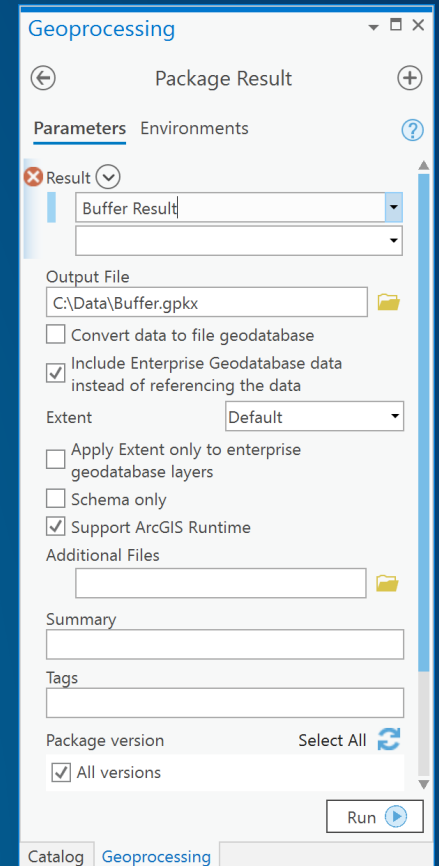 Geoprocessing
Package Result
Parameters Environments
Result
Buffer Result
Output File
C:\Data\Buffer.gpkx
Convert data to file geodatabase
Include Enterprise Geodatabase data
instead of referencing the data
Extent Default
Apply Extent only to enterprise
geodatabase layers
Schema only
Support ArcGIS Runtime
Additional Files
Summary
Tags
Package version Select All
All versions
Run
Catalog Geoprocessing